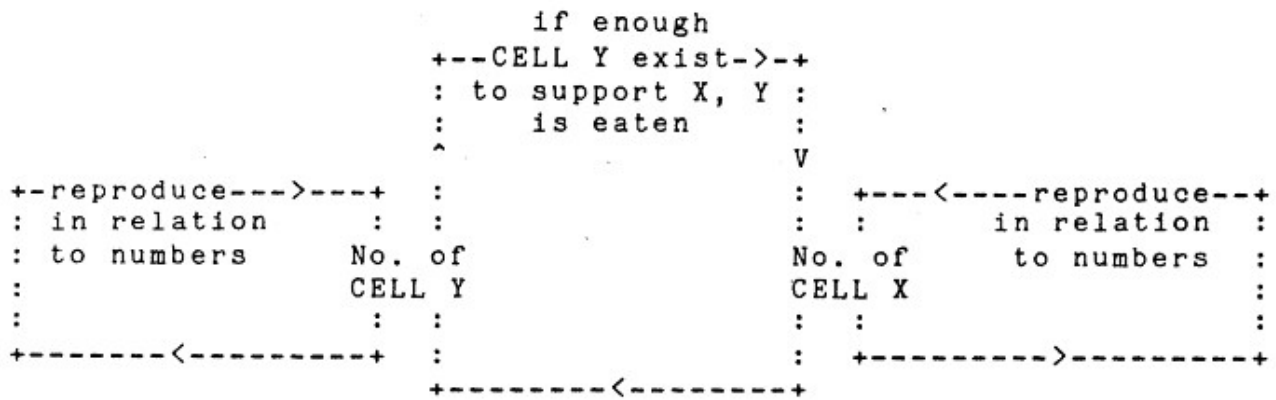 if enough
+--CELL Y exist->-+
: to support X, Y :
: is eaten :
^ V
+-reproduce--->---+ : : +---<----reproduce--+
: in relation : : : : in relation :
: to numbers No. of No. of to numbers :
: CELL Y CELL X :
: : : : : :
+-------<---------+ : : +---------->--------+
+--------<--------+